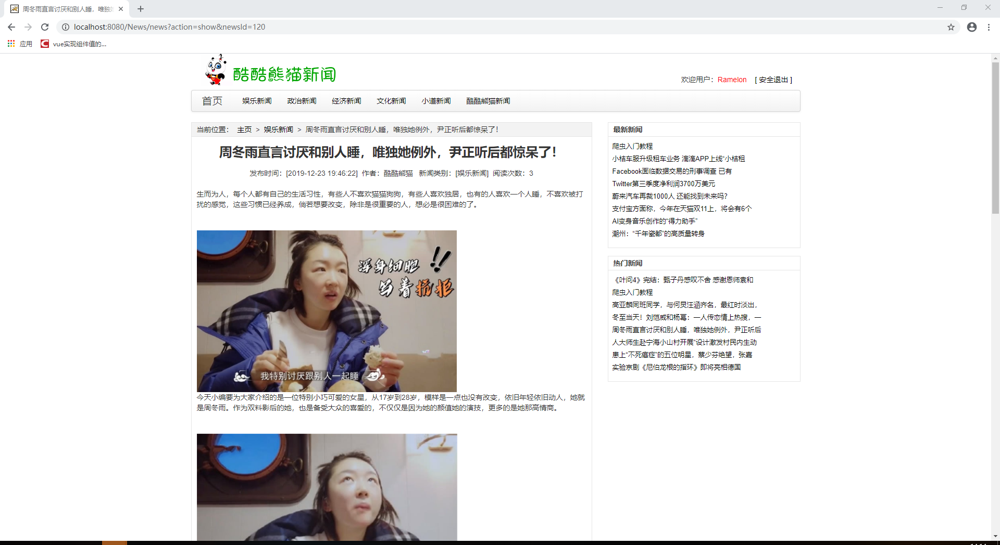 周冬雨直言讨厌和别人睡，唯独
localhost:8080/News/news?action=show&newsId=120
应用
vue实现组件值的...
酷酷熊猫新闻
欢迎用户：Ramelon [ 安全退出 ]
首页 娱乐新闻 政治新闻 经济新闻 文化新闻 小道新闻 酷酷熊猫新闻
当前位置： 主页 > 娱乐新闻 > 周冬雨直言讨厌和别人睡，唯独她例外，尹正听后都惊呆了！
周冬雨直言讨厌和别人睡，唯独她例外，尹正听后都惊呆了！
发布时间：[2019-12-23 19:46:22] 作者：酷酷熊猫 新闻类别：[娱乐新闻] 阅读次数：3
生而为人，每个人都有自己的生活习性，有些人不喜欢猫猫狗狗，有些人喜欢独居，也有的人喜欢一个人睡，不喜欢被打
扰的感觉，这些习惯已经养成，倘若想要改变，除非是很重要的人，想必是很困难的了。
浑身细胞!!
写着抗拒
我特别讨厌跟别人一起睡
今天小编要为大家介绍的是一位特别小巧可爱的女星，从17岁到28岁，模样是一点也没有改变，依旧年轻依旧动人，她就
是周冬雨。作为双料影后的她，也是备受大众的喜爱的，不仅仅是因为她的颜值她的演技，更多的是她那高情商。
最新新闻
爬虫入门教程
小桔车服升级租车业务 滴滴APP上线“小桔租
Facebook面临数据交易的刑事调查 已有
Twitter第三季度净利润3700万美元
蔚来汽车再裁1000人 还能找到未来吗？
支付宝方面称，今年在天猫双11上，将会有6个
AI变身音乐创作的“得力助手”
潮州：“千年瓷都”的高质量转身
热门新闻
《叶问4》完结：甄子丹感叹不舍 感谢恩师袁和
爬虫入门教程
高亚麟同班同学，与何炅汪涵齐名，最红时淡出，
冬至当天！刘恺威和杨幂：一人传恋情上热搜，一
周冬雨直言讨厌和别人睡，唯独她例外，尹正听后
人大师生赴宁海小山村开展“设计激发村民内生动
患上“不死癌症”的五位明星，蔡少芬绝望，张嘉
实验京剧《尼伯龙根的指环》即将亮相德国